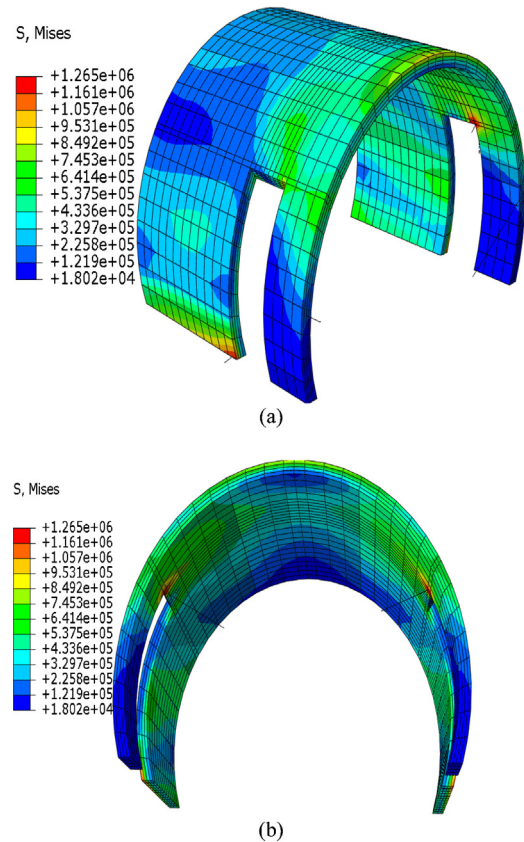 S, Mises
+1.265e+06
+1.161e+06
+1.057e+06
+9.531e+05
+8.492e+05
+7.453e+05
+6.414e+05
+5.375e+05
+4.336e+05
+3.297e+05
+2.258e+05
+1.219e+05
+1.802e+04
(a)
S, Mises
+1.265e+06
+1.161e+06
+1.057e+06
+9.531e+05
+8.492e+05
+7.453e+05
+6.414e+05
+5.375e+05
+4.336e+05
+3.297e+05
+2.258e+05
+1.219e+05
+1.802e+04
(b)